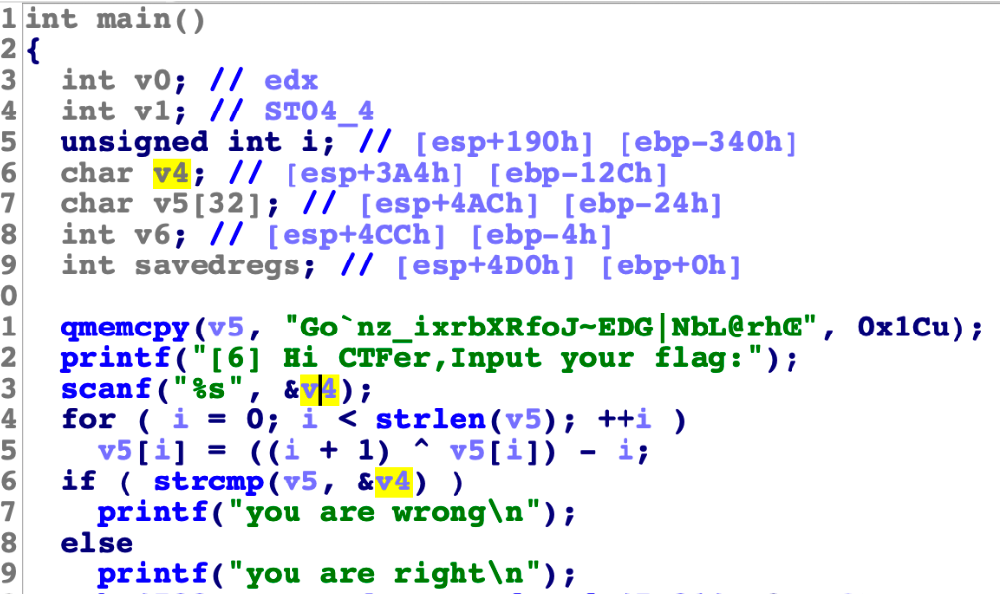 1 int main()
2 {
3 int v0; // edx
4 int v1; // ST04_4
5 unsigned int i; // [esp+190h] [ebp-340h]
6 char v4; // [esp+3A4h] [ebp-12Ch]
7 char v5[32]; // [esp+4ACh] [ebp-24h]
8 int v6; // [esp+4CCh] [ebp-4h]
9 int savedregs; // [esp+4D0h] [ebp+0h]
0
1 qmemcpy(v5, "Go`nz_ixrbXRfoJ~EDG|NbL@rhŒ", 0x1Cu);
2 printf("[6] Hi CTFer,Input your flag:");
3 scanf("%s", &v4);
4 for ( i = 0; i < strlen(v5); ++i )
5 v5[i] = ((i + 1) ^ v5[i]) - i;
6 if ( strcmp(v5, &v4) )
7 printf("you are wrong\n");
8 else
9 printf("you are right\n");